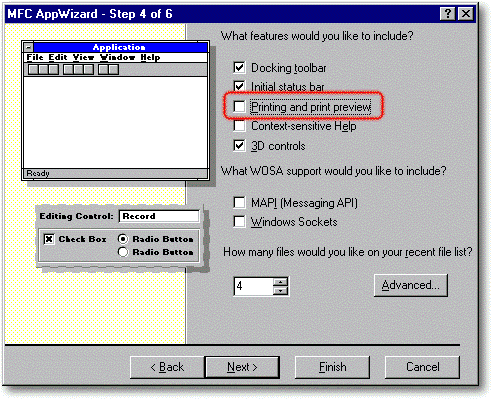 MFC AppWizard - Step 4 of 6
Application
File Edit View Window Help
Ready
Editing Control: Record
Check Box
Radio Button
Radio Button
What features would you like to include?
Docking toolbar
Initial status bar
Printing and print preview
Context-sensitive Help
3D controls
What WOSA support would you like to include?
MAPI (Messaging API)
Windows Sockets
How many files would you like on your recent file list?
4
Advanced...
< Back
Next >
Finish
Cancel